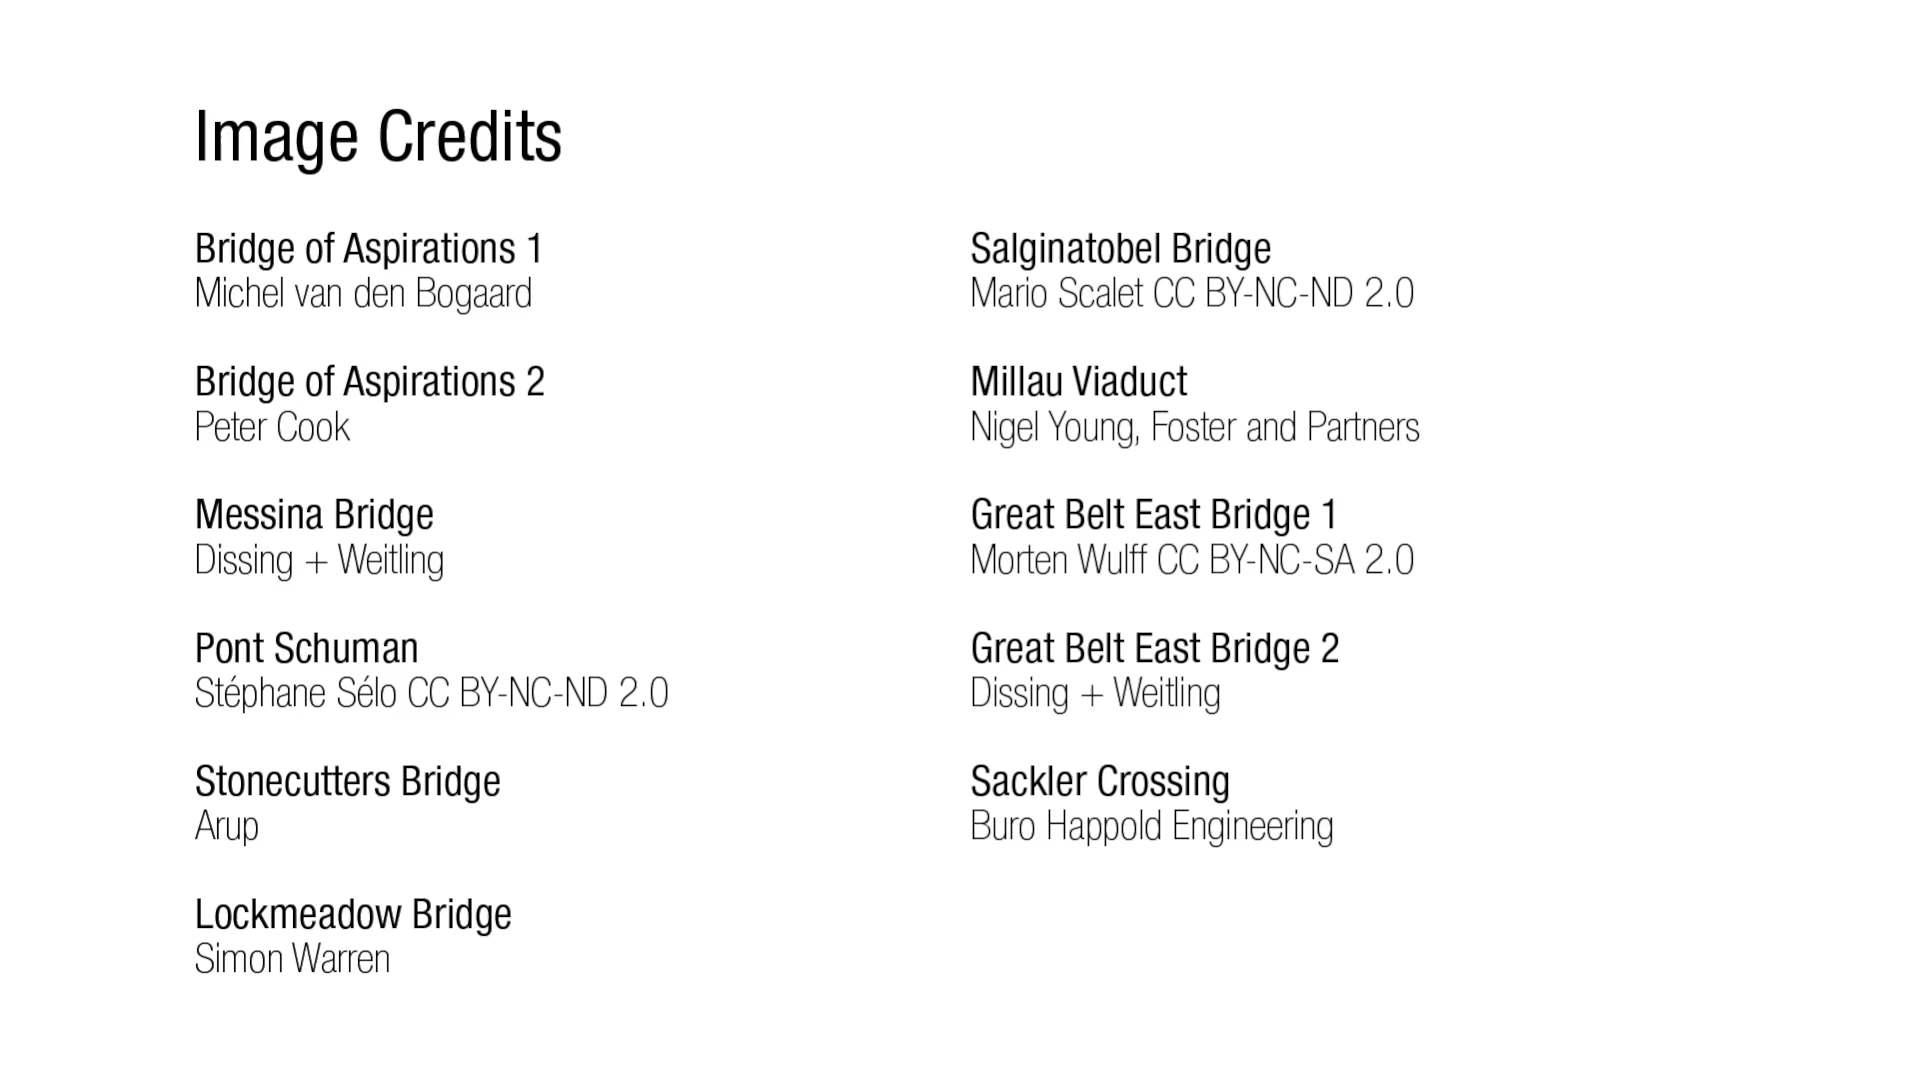 Image Credits
Bridge of Aspirations 1
Michel van den Bogaard
Bridge of Aspirations 2
Peter Cook
Messina Bridge
Dissing + Weitling
Pont Schuman
Stéphane Sélo CC BY-NC-ND 2.0
Stonecutters Bridge
Arup
Lockmeadow Bridge
Simon Warren
Salginatobel Bridge
Mario Scalet CC BY-NC-ND 2.0
Millau Viaduct
Nigel Young, Foster and Partners
Great Belt East Bridge 1
Morten Wulff CC BY-NC-SA 2.0
Great Belt East Bridge 2
Dissing + Weitling
Sackler Crossing
Buro Happold Engineering